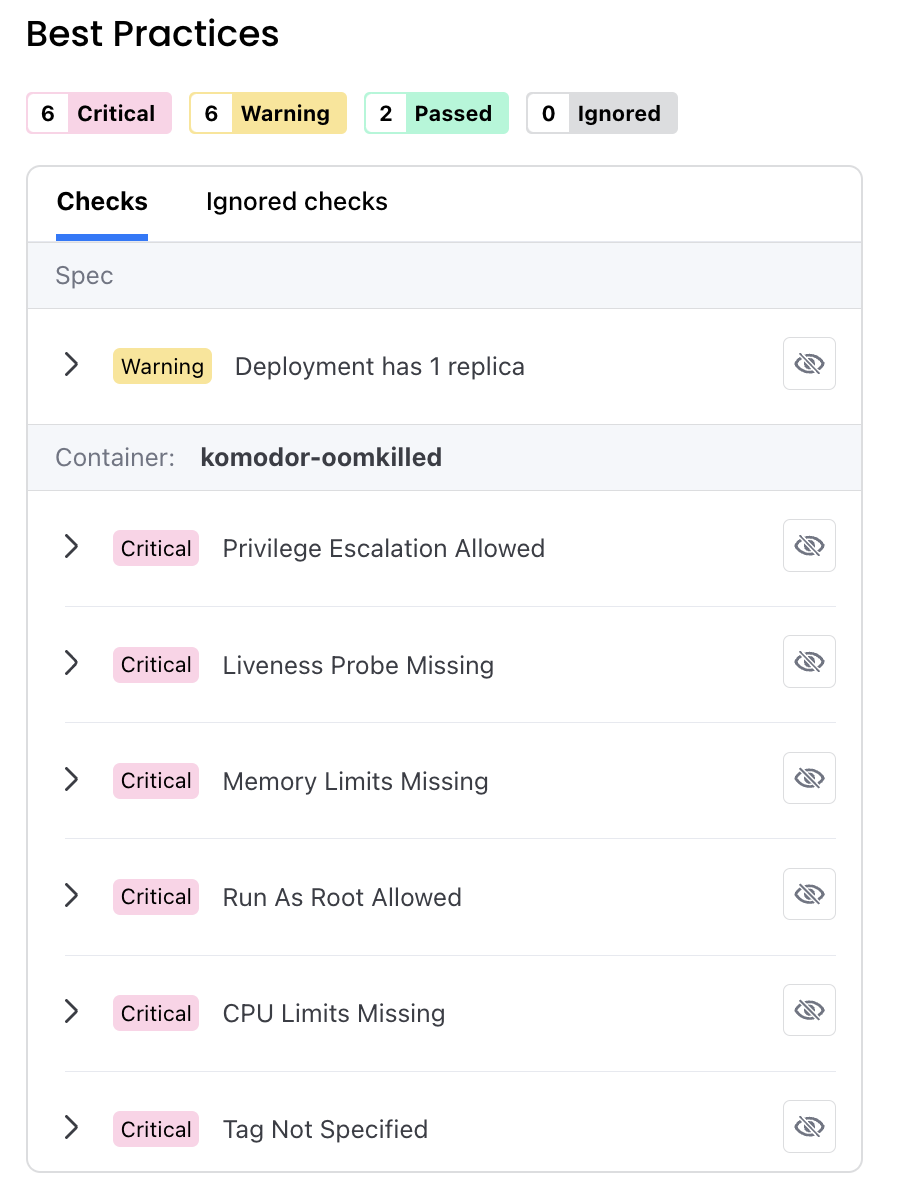 Best Practices
6 Critical 6 Warning 2 Passed 0 Ignored
Checks Ignored checks
Spec
Warning Deployment has 1 replica
Container: komodor-oomkilled
Critical Privilege Escalation Allowed
Critical Liveness Probe Missing
Critical Memory Limits Missing
Critical Run As Root Allowed
Critical CPU Limits Missing
Critical Tag Not Specified